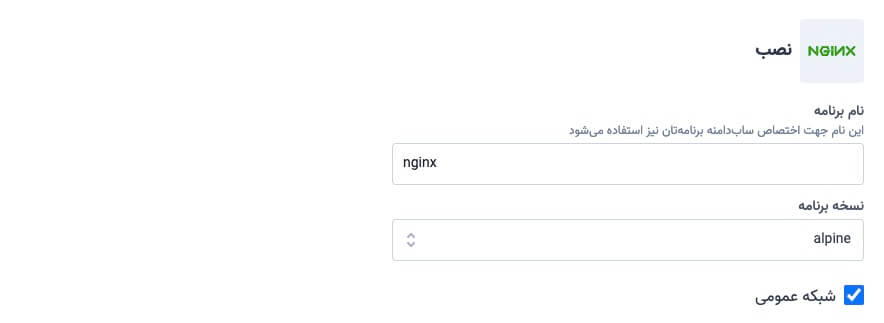 NGINX نصب
نام برنامه
این نام جهت اختصاص ساب‌دامنه برنامه‌تان نیز استفاده می‌شود
nginx
نسخه برنامه
alpine
شبکه عمومی